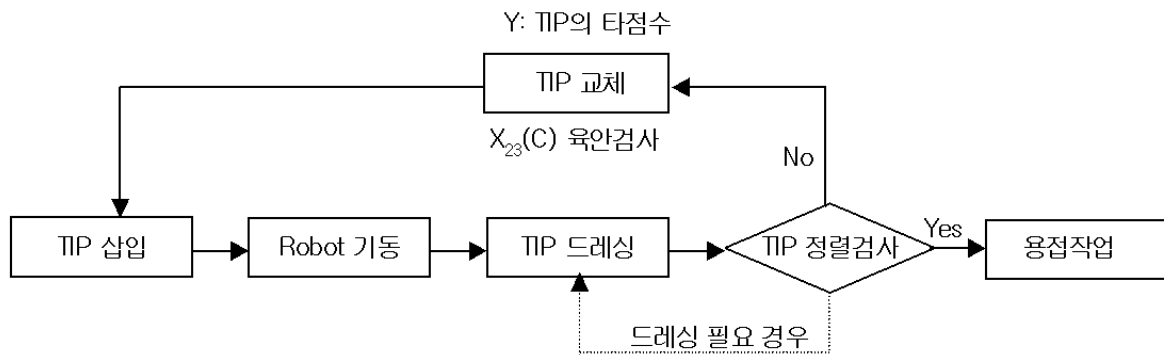 Y: TIP의 타점수
TIP 교체
X₂₃(C) 육안검사
No
TIP 삽입
Robot 기동
TIP 드레싱
TIP 정렬검사
Yes
용접작업
드레싱 필요 경우